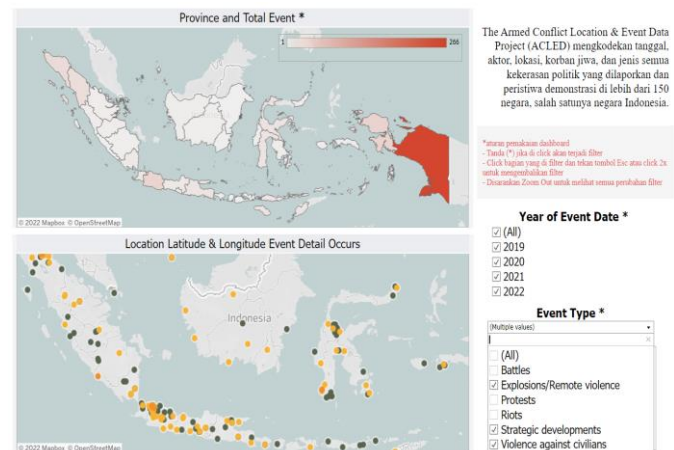 Province and Total Event *
1
266
© 2022 Mapbox © OpenStreetMap
Location Latitude & Longitude Event Detail Occurs
Indonesia
© 2022 Mapbox © OpenStreetMap
The Armed Conflict Location & Event Data
Project (ACLED) mengkodekan tanggal,
aktor, lokasi, korban jiwa, dan jenis semua
kekerasan politik yang dilaporkan dan
peristiwa demonstrasi di lebih dari 150
negara, salah satunya negara Indonesia.
*aturan pemakaian dashboard
- Tanda (*) jika di click akan terjadi filter
- Click bagian yang di filter dan tekan tombol Esc atau click 2x
untuk mengembalikan filter
- Disarankan Zoom Out untuk melihat semua perubahan filter
Year of Event Date *
(All)
2019
2020
2021
2022
Event Type *
(Multiple values)
(All)
Battles
Explosions/Remote violence
Protests
Riots
Strategic developments
Violence against civilians